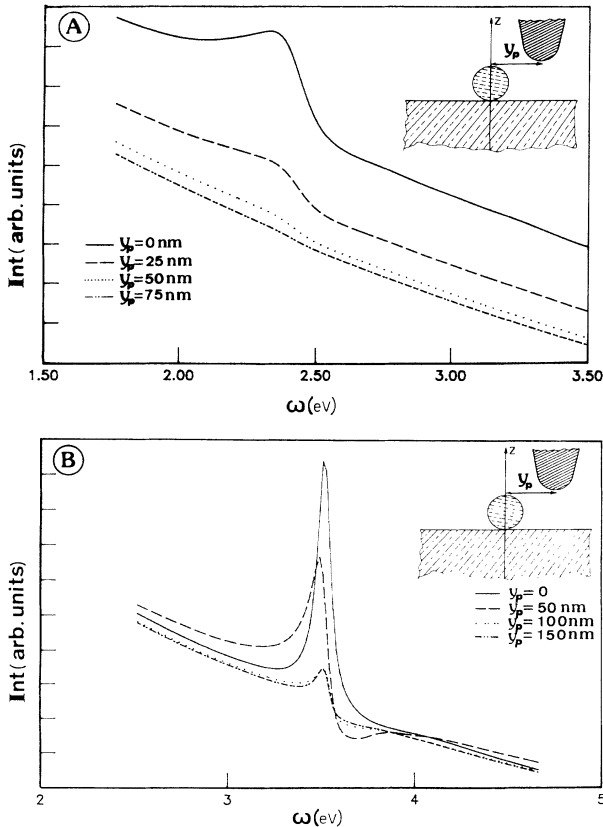 A
z
yₚ
Int( arb. units)
yₚ= 0 nm
yₚ= 25 nm
yₚ= 50 nm
yₚ= 75 nm
1.50 2.00 2.50 3.00 3.50
ω(eV)
B
z
yₚ
Int( arb. units)
yₚ= 0
yₚ= 50 nm
yₚ= 100nm
yₚ= 150nm
2 3 4 5
ω(eV)